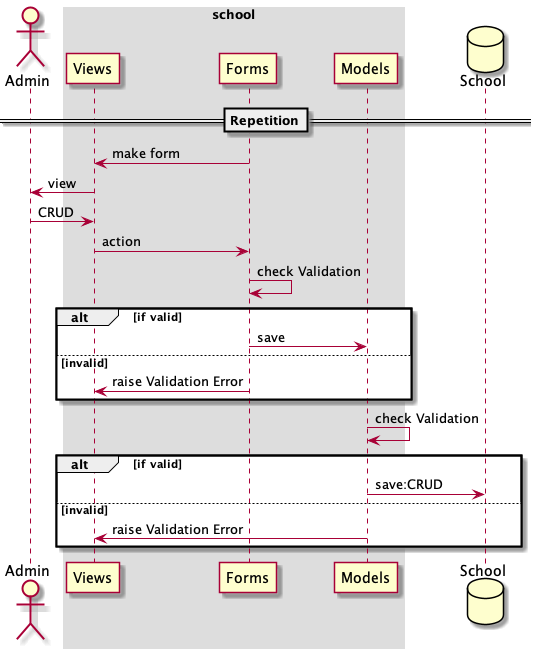 school
Admin
Views
Forms
Models
School
Repetition
make form
view
CRUD
action
check Validation
alt [if valid]
save
[invalid]
raise Validation Error
check Validation
alt [if valid]
save:CRUD
[invalid]
raise Validation Error
Admin
Views
Forms
Models
School